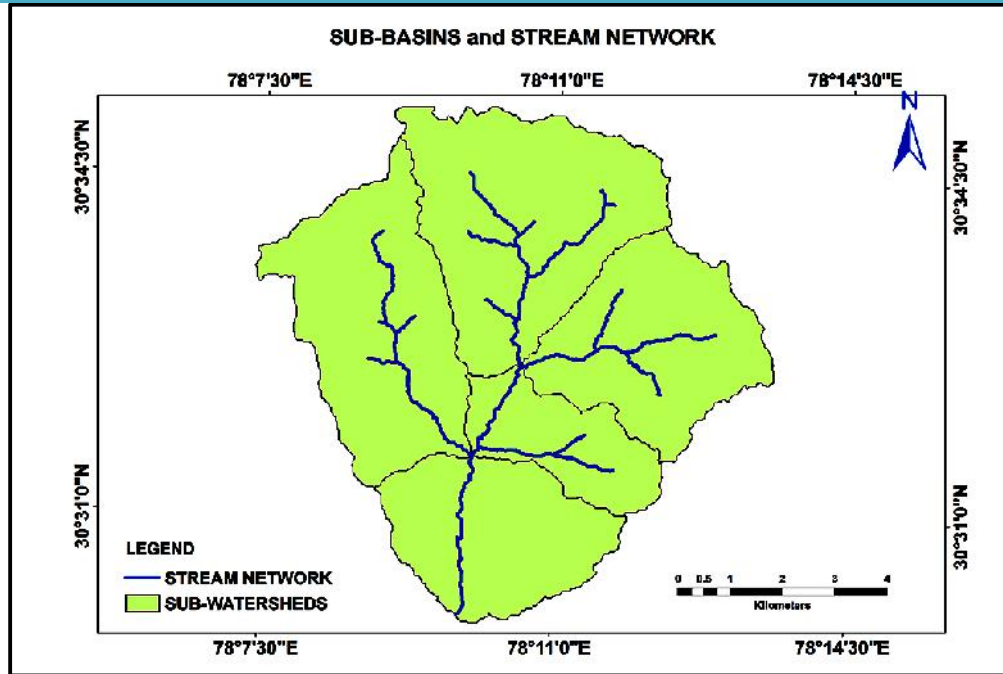 SUB-BASINS and STREAM NETWORK
78°7'30"E 78°11'0"E 78°14'30"E
N
30°34'30"N
30°34'30"N
30°31'0"N
30°31'0"N
LEGEND
STREAM NETWORK
SUB-WATERSHEDS
0 0.5 1 2 3 4
Kilometers
78°7'30"E 78°11'0"E 78°14'30"E